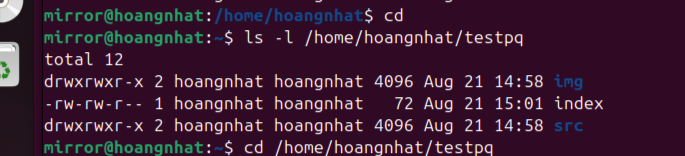 mirror@hoangnhat:/home/hoangnhat$ cd
mirror@hoangnhat:~$ ls -l /home/hoangnhat/testpq
total 12
drwxrwxr-x 2 hoangnhat hoangnhat 4096 Aug 21 14:58 img
-rw-rw-r-- 1 hoangnhat hoangnhat   72 Aug 21 15:01 index
drwxrwxr-x 2 hoangnhat hoangnhat 4096 Aug 21 14:58 src
mirror@hoangnhat:~$ cd /home/hoangnhat/testpq